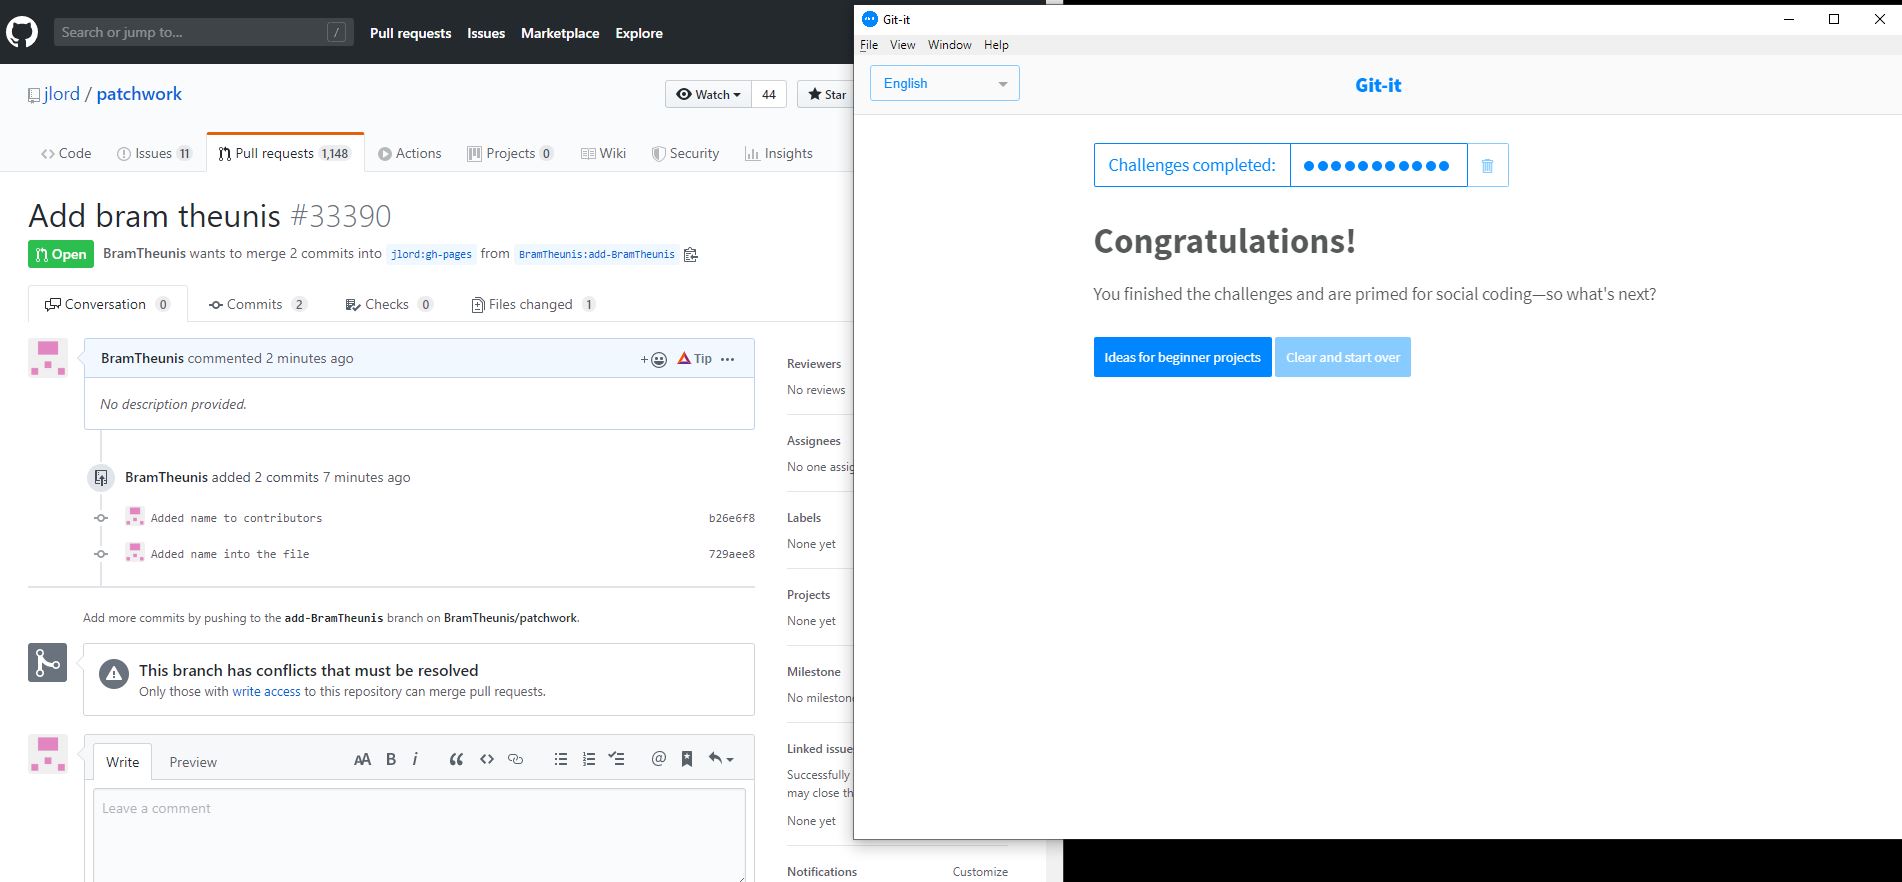 Search or jump to... /
Pull requests Issues Marketplace Explore
jlord / patchwork
Watch 44 Star
Code Issues 11 Pull requests 1,148 Actions Projects 0 Wiki Security Insights
Add bram theunis #33390
Open BramTheunis wants to merge 2 commits into jlord:gh-pages from BramTheunis:add-BramTheunis
Conversation 0 Commits 2 Checks 0 Files changed 1
BramTheunis commented 2 minutes ago
Tip
No description provided.
BramTheunis added 2 commits 7 minutes ago
Added name to contributors b26e6f8
Added name into the file 729aee8
Add more commits by pushing to the add-BramTheunis branch on BramTheunis/patchwork.
This branch has conflicts that must be resolved
Only those with write access to this repository can merge pull requests.
Write Preview
AA B i
Leave a comment
Reviewers
No reviews
Assignees
No one assig
Labels
None yet
Projects
None yet
Milestone
No mileston
Linked issue
Successfully
may close th
None yet
Notifications Customize
Git-it
File View Window Help
English
Git-it
Challenges completed:
Congratulations!
You finished the challenges and are primed for social coding—so what's next?
Ideas for beginner projects Clear and start over